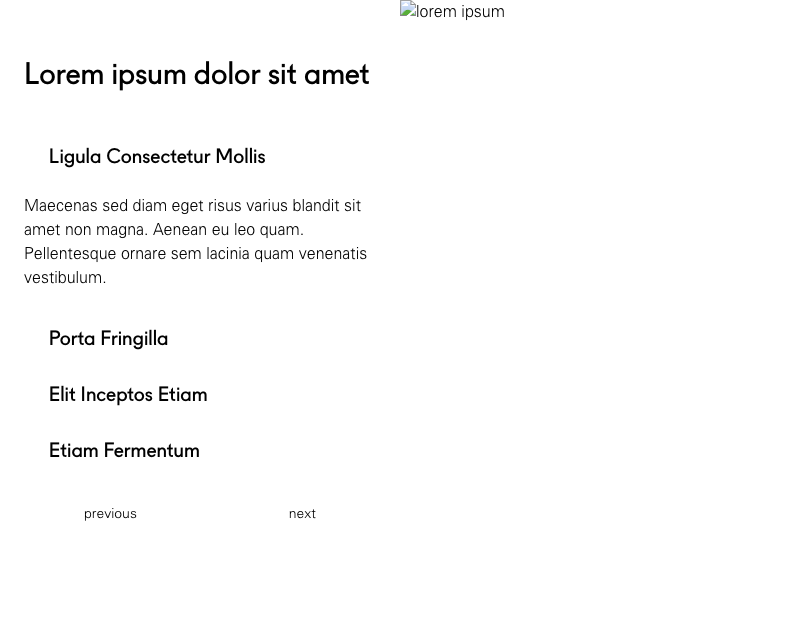 lorem ipsum
Lorem ipsum dolor sit amet
Ligula Consectetur Mollis
Maecenas sed diam eget risus varius blandit sit
amet non magna. Aenean eu leo quam.
Pellentesque ornare sem lacinia quam venenatis
vestibulum.
Porta Fringilla
Elit Inceptos Etiam
Etiam Fermentum
previous next